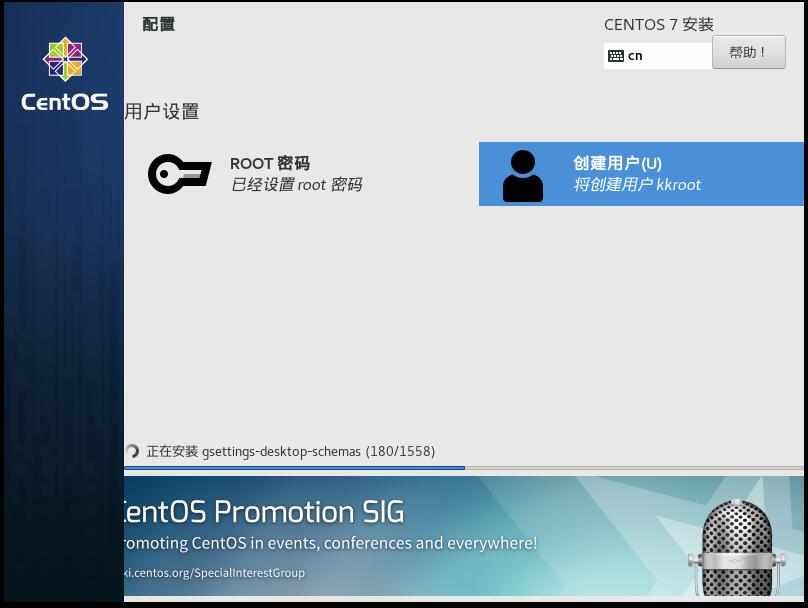 CentOS
配置
CENTOS 7 安装
cn
帮助！
用户设置
ROOT 密码
已经设置 root 密码
创建用户(U)
将创建用户 kkroot
正在安装 gsettings-desktop-schemas (180/1558)
entOS Promotion SIG
romoting CentOS in events, conferences and everywhere!
ki.centos.org/SpecialInterestGroup